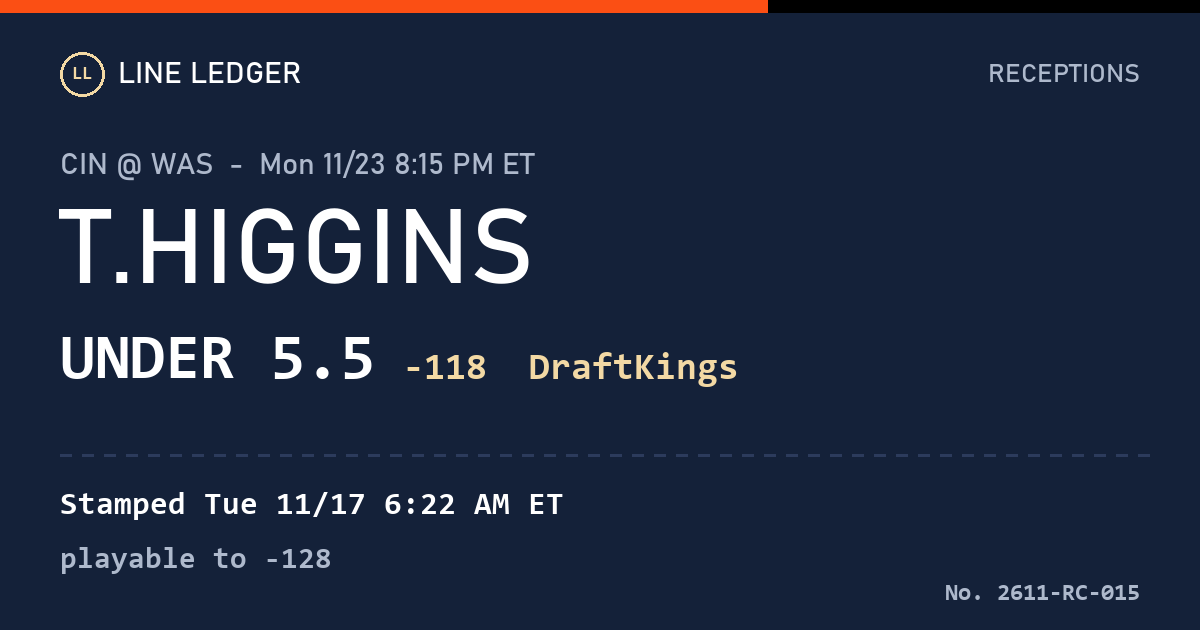 LL LINE LEDGER
RECEPTIONS
CIN @ WAS - Mon 11/23 8:15 PM ET
T.HIGGINS
UNDER 5.5 -118 DraftKings
Stamped Tue 11/17 6:22 AM ET
playable to -128
No. 2611-RC-015